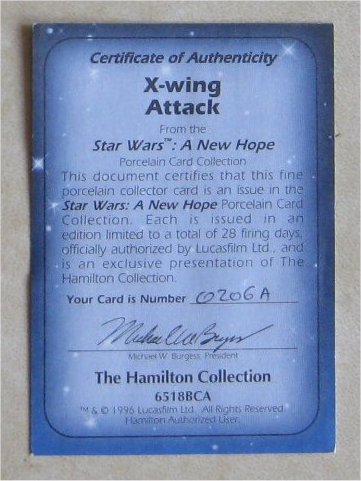 Certificate of Authenticity
X-wing
Attack
From the
Star Wars™: A New Hope
Porcelain Card Collection
This document certifies that this fine
porcelain collector card is an issue in the
Star Wars: A New Hope Porcelain Card
Collection. Each is issued in an
edition limited to a total of 28 firing days,
officially authorized by Lucasfilm Ltd., and
is an exclusive presentation of The
Hamilton Collection.
Your Card is Number 0206A
Michael W. Burgess, President
The Hamilton Collection
6518BCA
™ & © 1996 Lucasfilm Ltd. All Rights Reserved
Hamilton Authorized User.